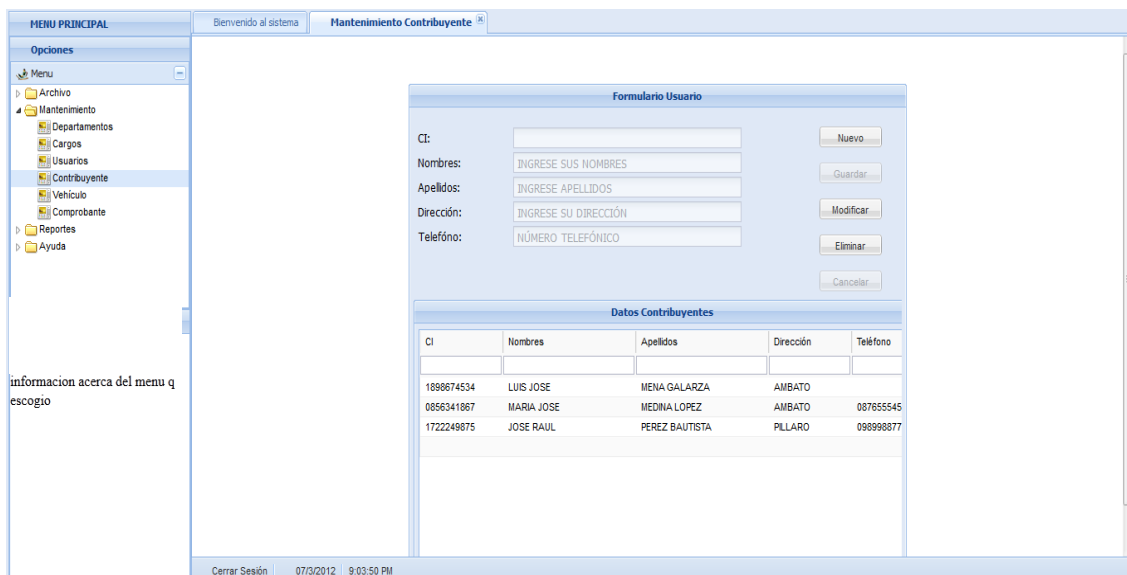 MENU PRINCIPAL
Bienvenido al sistema
Mantenimiento Contribuyente
Opciones
Menu
Archivo
Mantenimiento
Departamentos
Cargos
Usuarios
Contribuyente
Vehículo
Comprobante
Reportes
Ayuda
informacion acerca del menu q
escogio
Formulario Usuario
CI:
Nuevo
Nombres: INGRESE SUS NOMBRES
Guardar
Apellidos: INGRESE APELLIDOS
Dirección: INGRESE SU DIRECCIÓN
Modificar
Telefóno: NÚMERO TELEFÓNICO
Eliminar
Cancelar
Datos Contribuyentes
CI Nombres Apellidos Dirección Teléfono
1898674534 LUIS JOSE MENA GALARZA AMBATO
0856341867 MARIA JOSE MEDINA LOPEZ AMBATO 087655545
1722249875 JOSE RAUL PEREZ BAUTISTA PILLARO 098998877
Cerrar Sesión 07/3/2012 9:03:50 PM